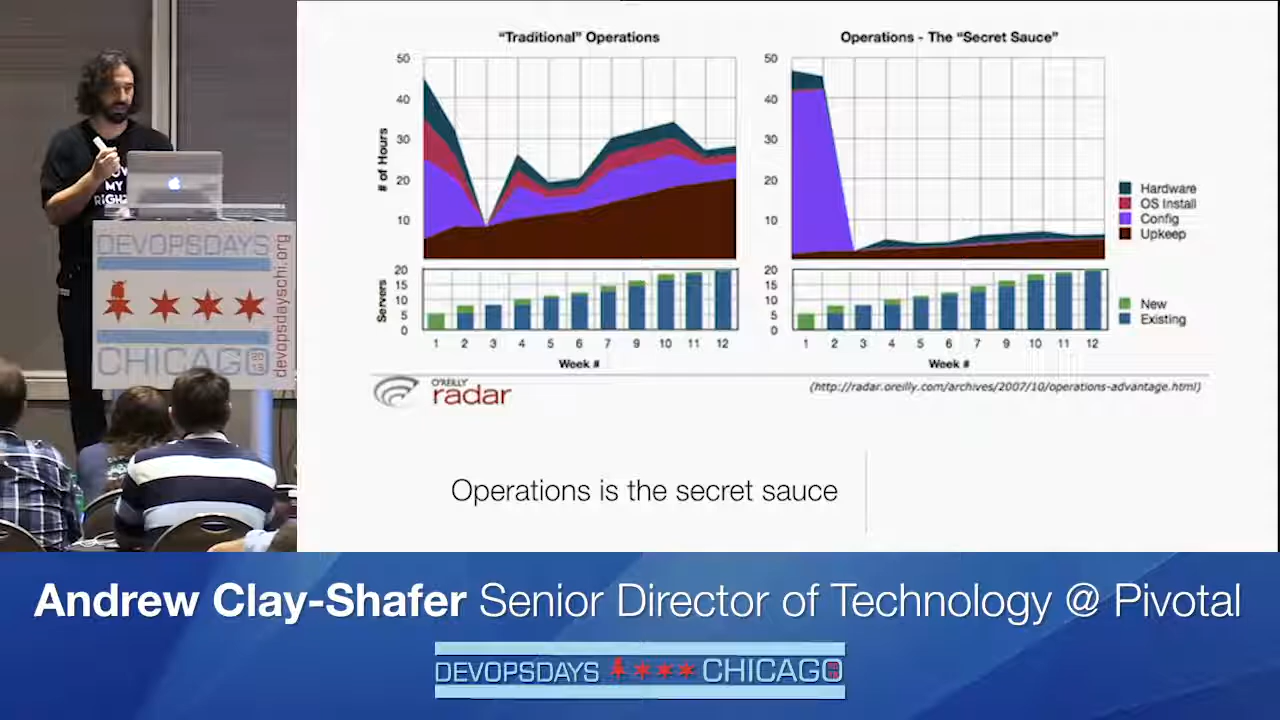 "Traditional" Operations
50
40
30
20
10
# of Hours
20
15
10
5
0
Servers
1 2 3 4 5 6 7 9 10 11 12
Week #
Operations - The "Secret Sauce"
50
40
30
20
10
20
15
10
5
0
1 2 3 4 5 6 7 9 10 11 12
Week #
Hardware
OS Install
Config
Upkeep
New
Existing
O'REILLY
radar
(http://radar.oreilly.com/archives/2007/10/operations-advantage.html)
Operations is the secret sauce
MY
DEVOPSDAYS
CHICAGO
devopsdayschi.org
Andrew Clay-Shafer Senior Director of Technology @ Pivotal
DEVOPSDAYS CHICAGO